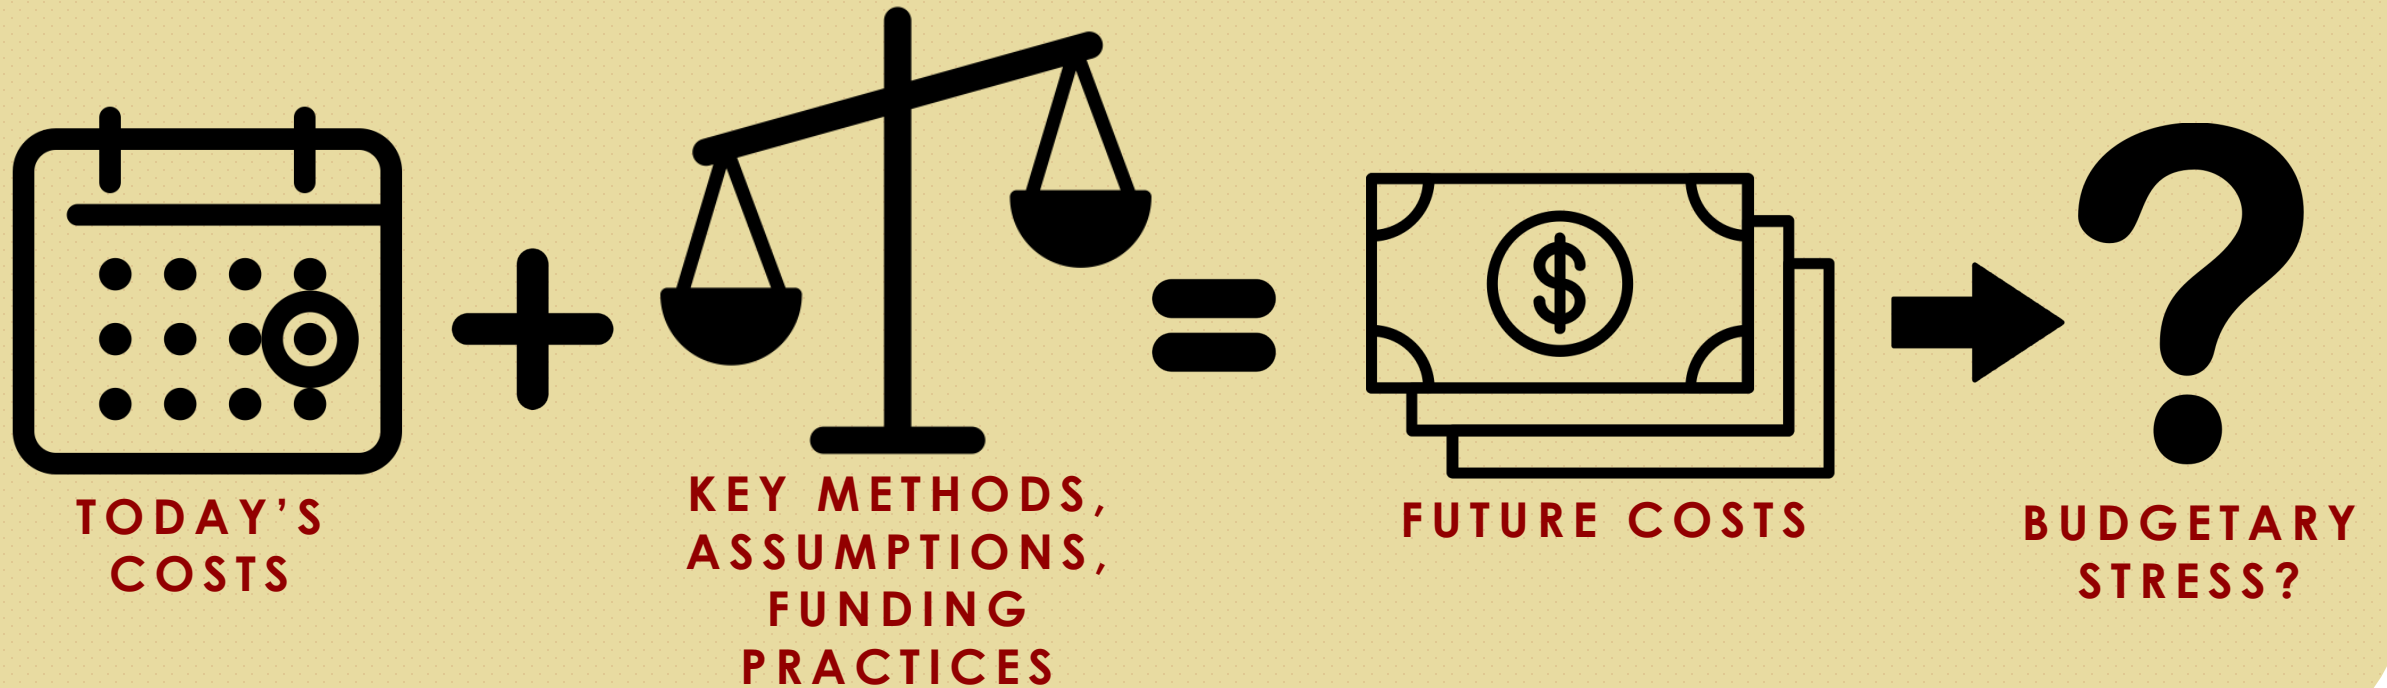 TODAY'S
COSTS
KEY METHODS,
ASSUMPTIONS,
FUNDING
PRACTICES
FUTURE COSTS
BUDGETARY
STRESS?